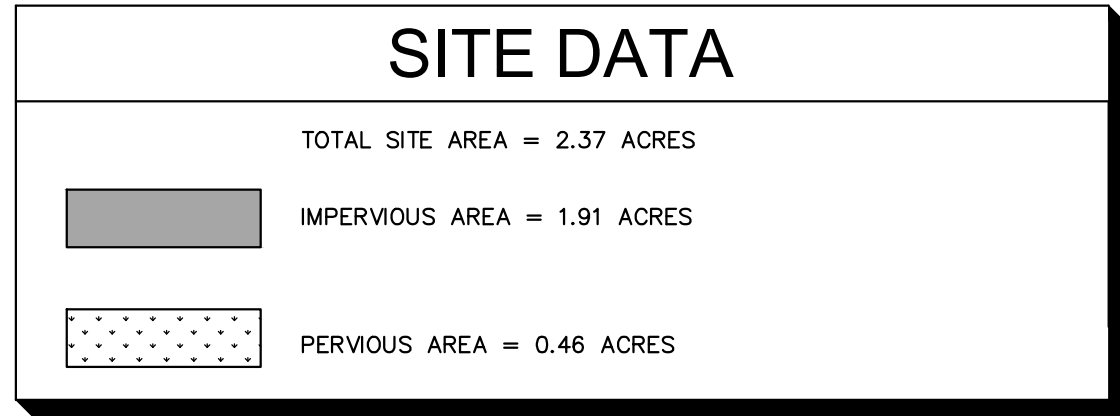 SITE DATA
TOTAL SITE AREA = 2.37 ACRES
IMPERVIOUS AREA = 1.91 ACRES
PERVIOUS AREA = 0.46 ACRES